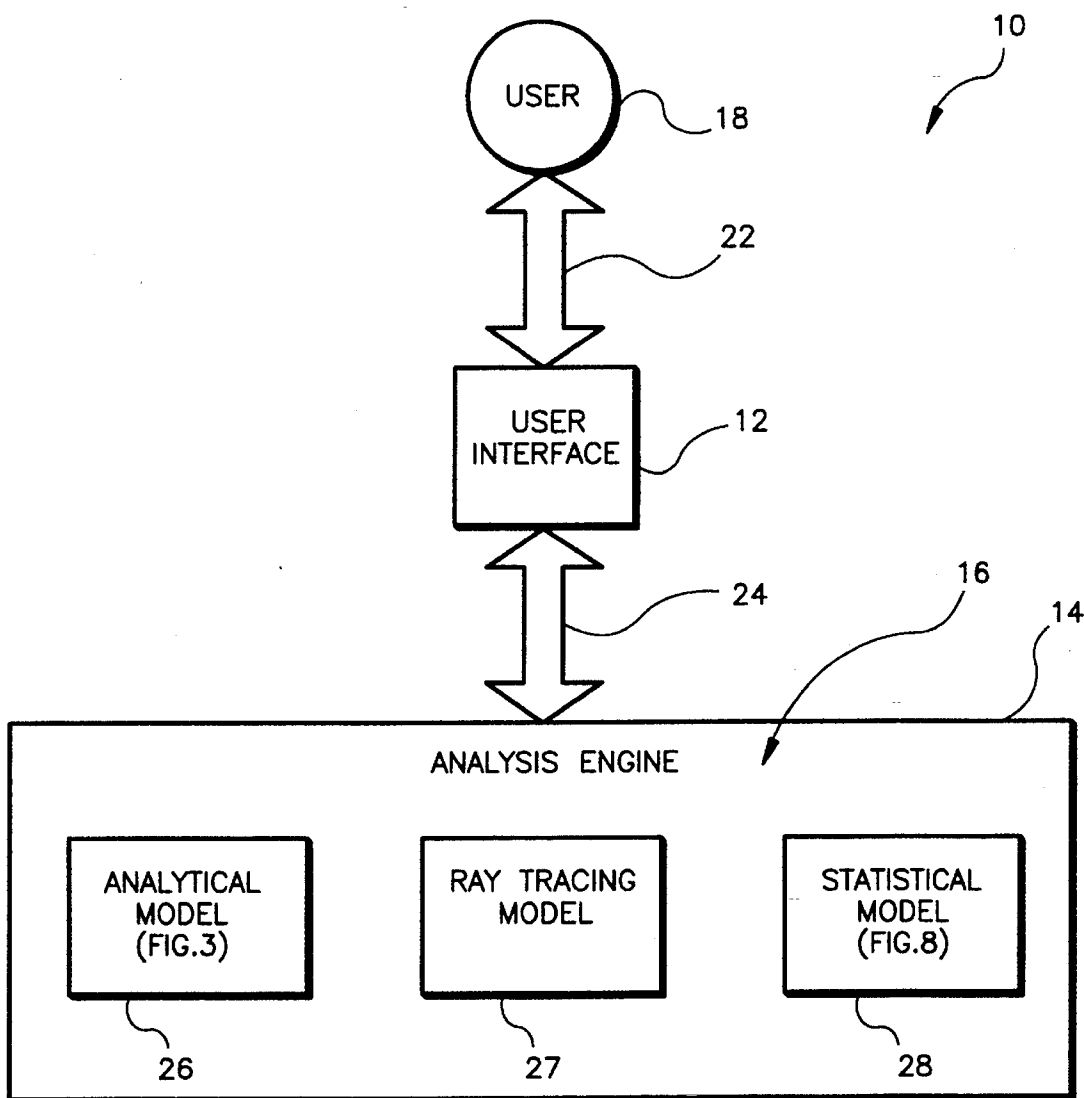 10
USER
18
22
USER
INTERFACE
12
24
16
14
ANALYSIS ENGINE
ANALYTICAL
MODEL
(FIG.3)
RAY TRACING
MODEL
STATISTICAL
MODEL
(FIG.8)
26
27
28